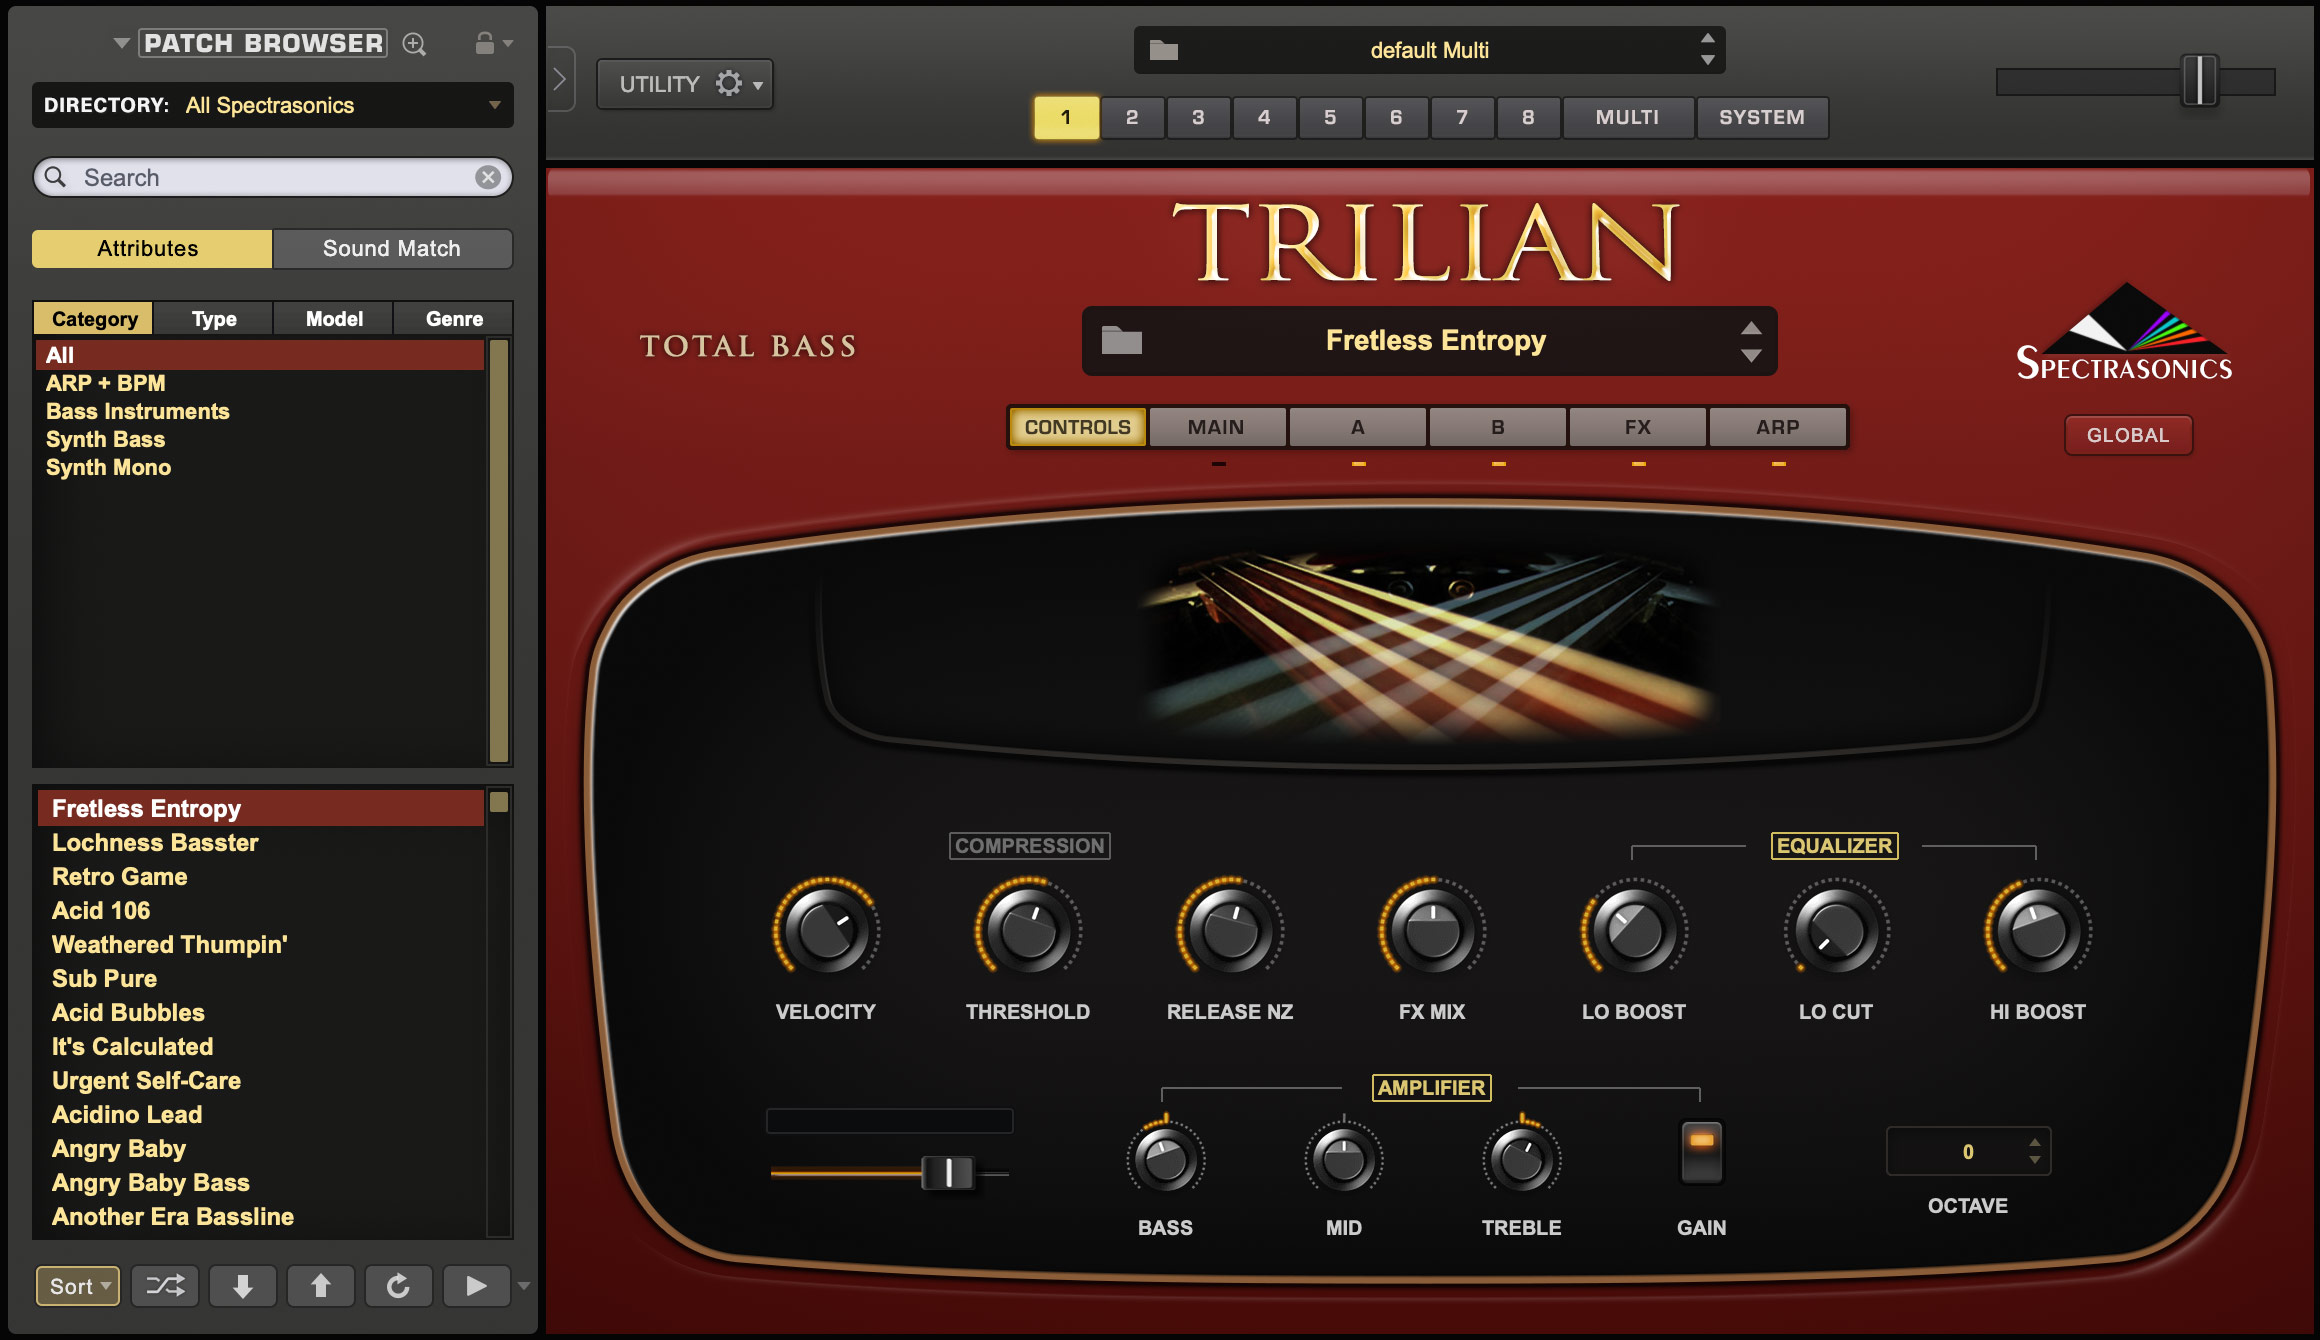 PATCH BROWSER
DIRECTORY: All Spectrasonics
Search
Attributes Sound Match
Category Type Model Genre
All
ARP + BPM
Bass Instruments
Synth Bass
Synth Mono
Fretless Entropy
Lochness Basster
Retro Game
Acid 106
Weathered Thumpin'
Sub Pure
Acid Bubbles
It's Calculated
Urgent Self-Care
Acidino Lead
Angry Baby
Angry Baby Bass
Another Era Bassline
Sort
UTILITY
default Multi
1 2 3 4 5 6 7 8 MULTI SYSTEM
TRILIAN
TOTAL BASS
Fretless Entropy
SPECTRASONICS
CONTROLS MAIN A B FX ARP
GLOBAL
COMPRESSION EQUALIZER
VELOCITY THRESHOLD RELEASE NZ FX MIX LO BOOST LO CUT HI BOOST
AMPLIFIER
0
BASS MID TREBLE GAIN OCTAVE